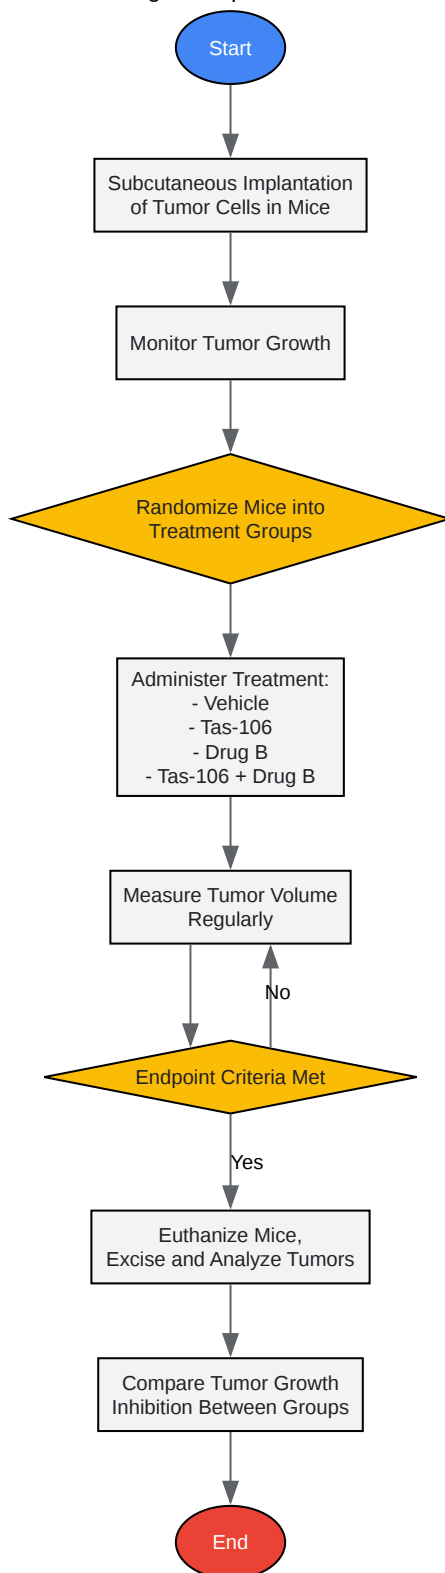 Start
Subcutaneous Implantation
of Tumor Cells in Mice
Monitor Tumor Growth
Randomize Mice into
Treatment Groups
Administer Treatment:
- Vehicle
- Tas-106
- Drug B
- Tas-106 + Drug B
Measure Tumor Volume
Regularly
No
Endpoint Criteria Met
Yes
Euthanize Mice,
Excise and Analyze Tumors
Compare Tumor Growth
Inhibition Between Groups
End